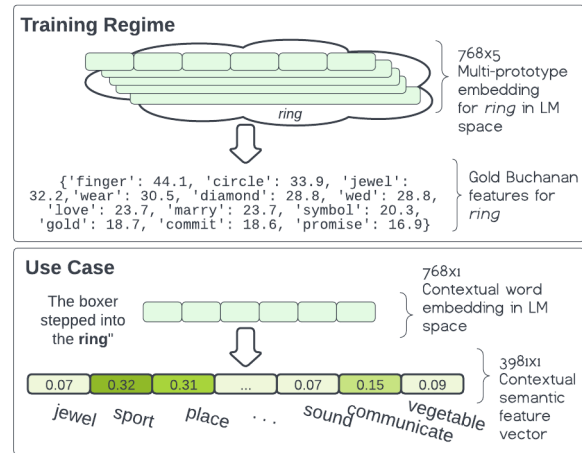 Training Regime
768x5
Multi-prototype
embedding
for ring in LM
space
ring
{'finger': 44.1, 'circle': 33.9, 'jewel':
32.2,'wear': 30.5, 'diamond': 28.8, 'wed': 28.8,
'love': 23.7, 'marry': 23.7, 'symbol': 20.3,
'gold': 18.7, 'commit': 18.6, 'promise': 16.9}
Gold Buchanan
features for
ring
Use Case
The boxer
stepped into
the ring"
768x1
Contextual word
embedding in LM
space
0.07 0.32 0.31 ... 0.07 0.15 0.09
jewel sport place . . . sound communicate vegetable
3981x1
Contextual
semantic
feature
vector